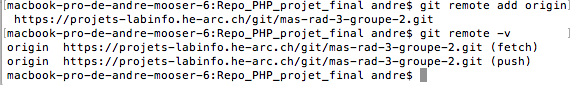 [macbook-pro-de-andre-mooser-6:Repo_PHP_projet_final andre$ git remote add origin]
https://projets-labinfo.he-arc.ch/git/mas-rad-3-groupe-2.git
[macbook-pro-de-andre-mooser-6:Repo_PHP_projet_final andre$ git remote -v ]
origin https://projets-labinfo.he-arc.ch/git/mas-rad-3-groupe-2.git (fetch)
origin https://projets-labinfo.he-arc.ch/git/mas-rad-3-groupe-2.git (push)
macbook-pro-de-andre-mooser-6:Repo_PHP_projet_final andre$